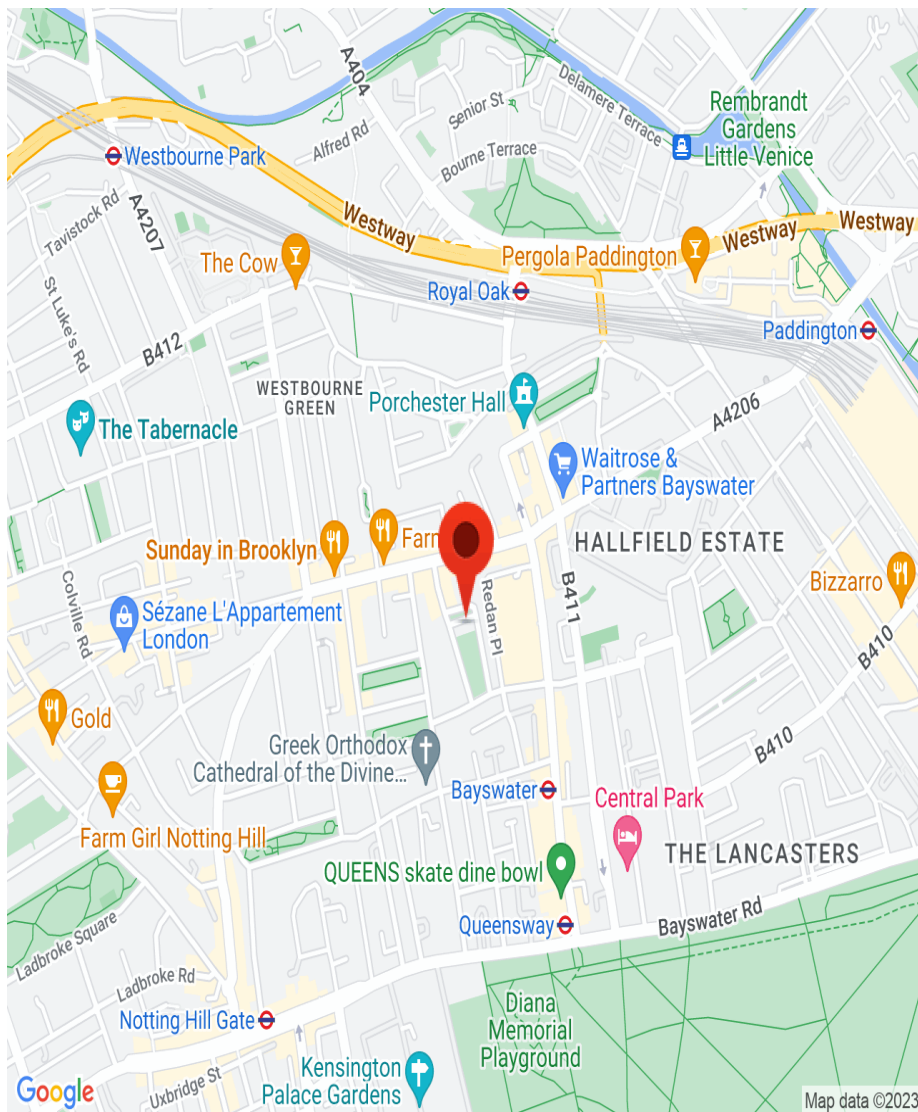 A404
Delamere Terrace
Senior St
Rembrandt
Gardens
Little Venice
Alfred Rd
Westbourne Park
Bourne Terrace
Tavistock Rd
A4207
Westway
Westway
Westway
The Cow
Pergola Paddington
St Luke's Rd
Royal Oak
Paddington
B412
WESTBOURNE
GREEN
Porchester Hall
A4206
The Tabernacle
Waitrose &
Partners Bayswater
Sunday in Brooklyn
Farm
HALLFIELD ESTATE
Colville Rd
Redan Pl
B411
Bizzarro
Sézane L'Appartement
London
B410
Gold
Greek Orthodox
Cathedral of the Divine...
B410
Bayswater
Central Park
Farm Girl Notting Hill
THE LANCASTERS
QUEENS skate dine bowl
Bayswater Rd
Queensway
Ladbroke Square
Ladbroke Rd
Notting Hill Gate
Diana
Memorial
Playground
Kensington
Palace Gardens
Uxbridge St
Google
Map data ©2023